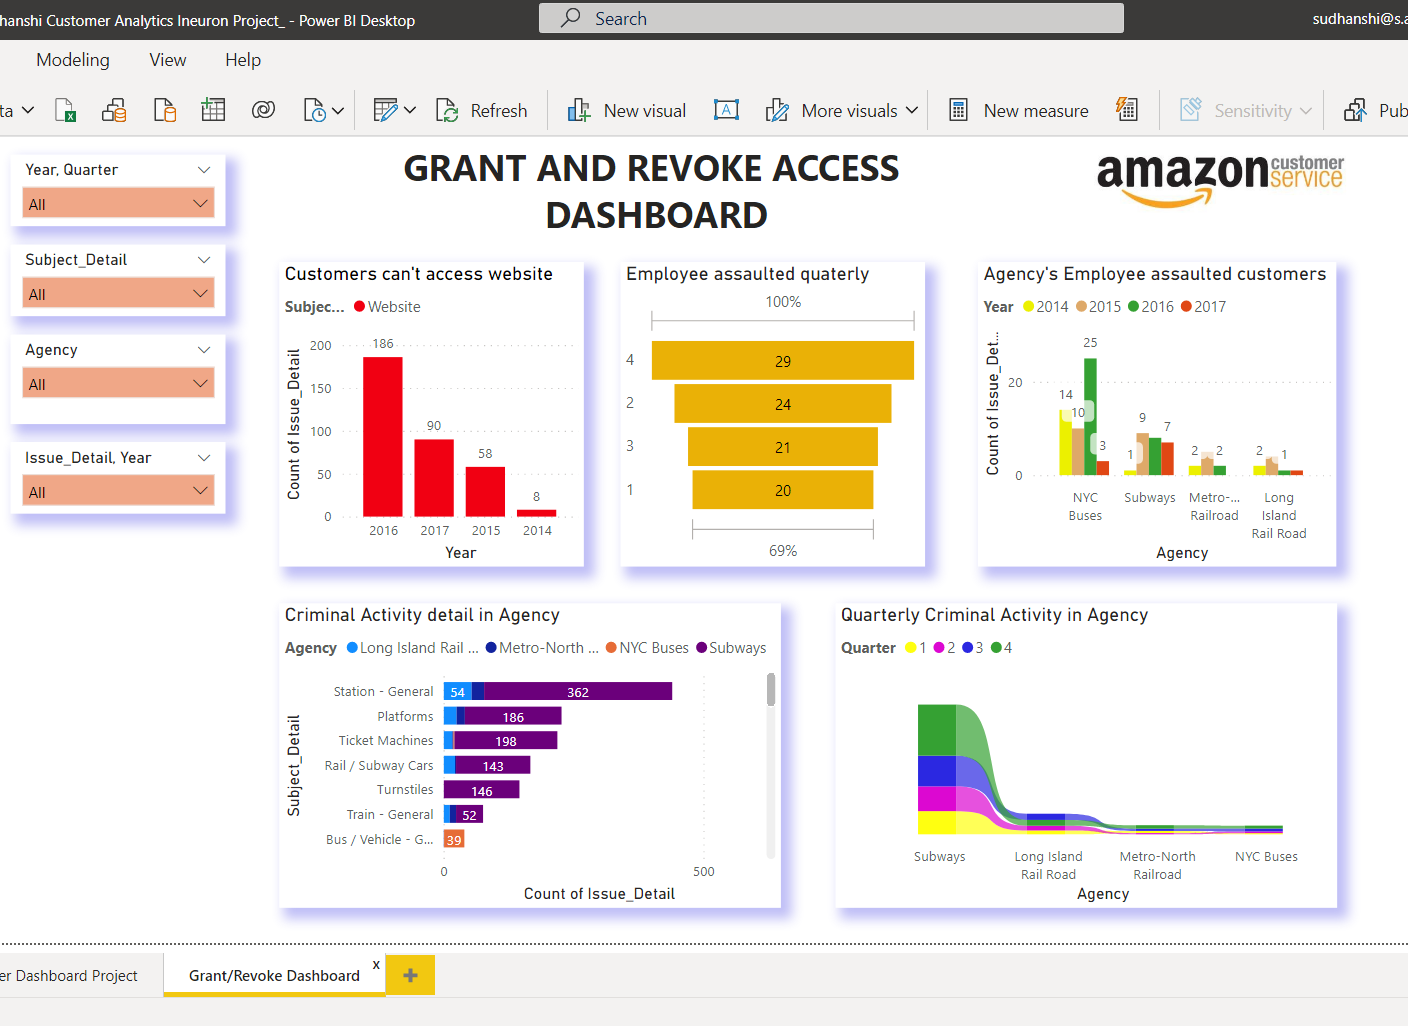 hanshi Customer Analytics Ineuron Project_ - Power BI Desktop
Search
sudhanshi@s.a
Modeling View Help
ta
Refresh
New visual
More visuals
New measure
Sensitivity
Pub
Year, Quarter
All
Subject_Detail
All
Agency
All
Issue_Detail, Year
All
GRANT AND REVOKE ACCESS
DASHBOARD
amazon customer
service
Customers can't access website
Subjec... Website
Count of Issue_Detail
200
150
100
50
0
186
90
58
8
2016 2017 2015 2014
Year
Employee assaulted quaterly
100%
4 29
2 24
3 21
1 20
69%
Agency's Employee assaulted customers
Year 2014 2015 2016 2017
Count of Issue_Det...
20
0
14 10 25 3
1 9 7
2 2
2 1
NYC
Buses
Subways
Metro-...
Railroad
Long
Island
Rail Road
Agency
Criminal Activity detail in Agency
Agency Long Island Rail ... Metro-North ... NYC Buses Subways
Subject_Detail
Station - General 54 362
Platforms 186
Ticket Machines 198
Rail / Subway Cars 143
Turnstiles 146
Train - General 52
Bus / Vehicle - G... 39
0 500
Count of Issue_Detail
Quarterly Criminal Activity in Agency
Quarter 1 2 3 4
Subways
Long Island
Rail Road
Metro-North
Railroad
NYC Buses
Agency
er Dashboard Project
Grant/Revoke Dashboard x
+